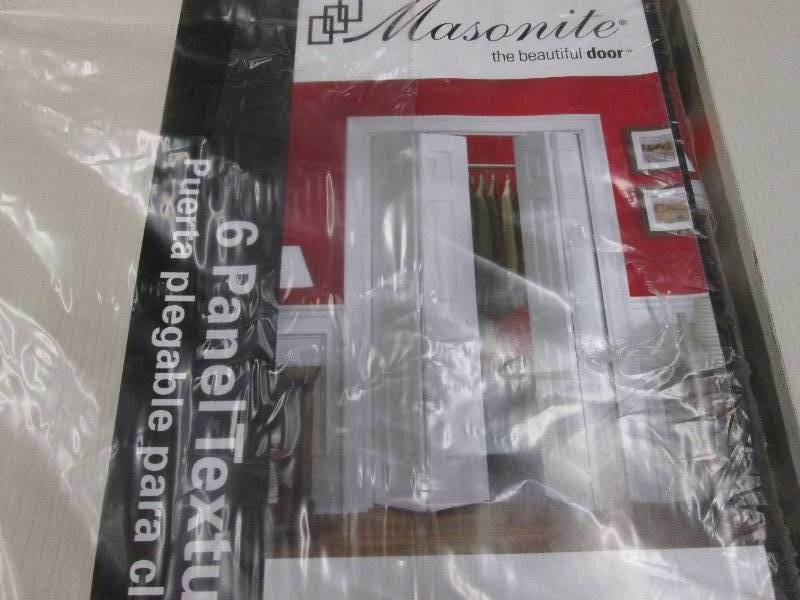 Masonite®
the beautiful door™
6 Panel Textu
Puerta plegable para cl